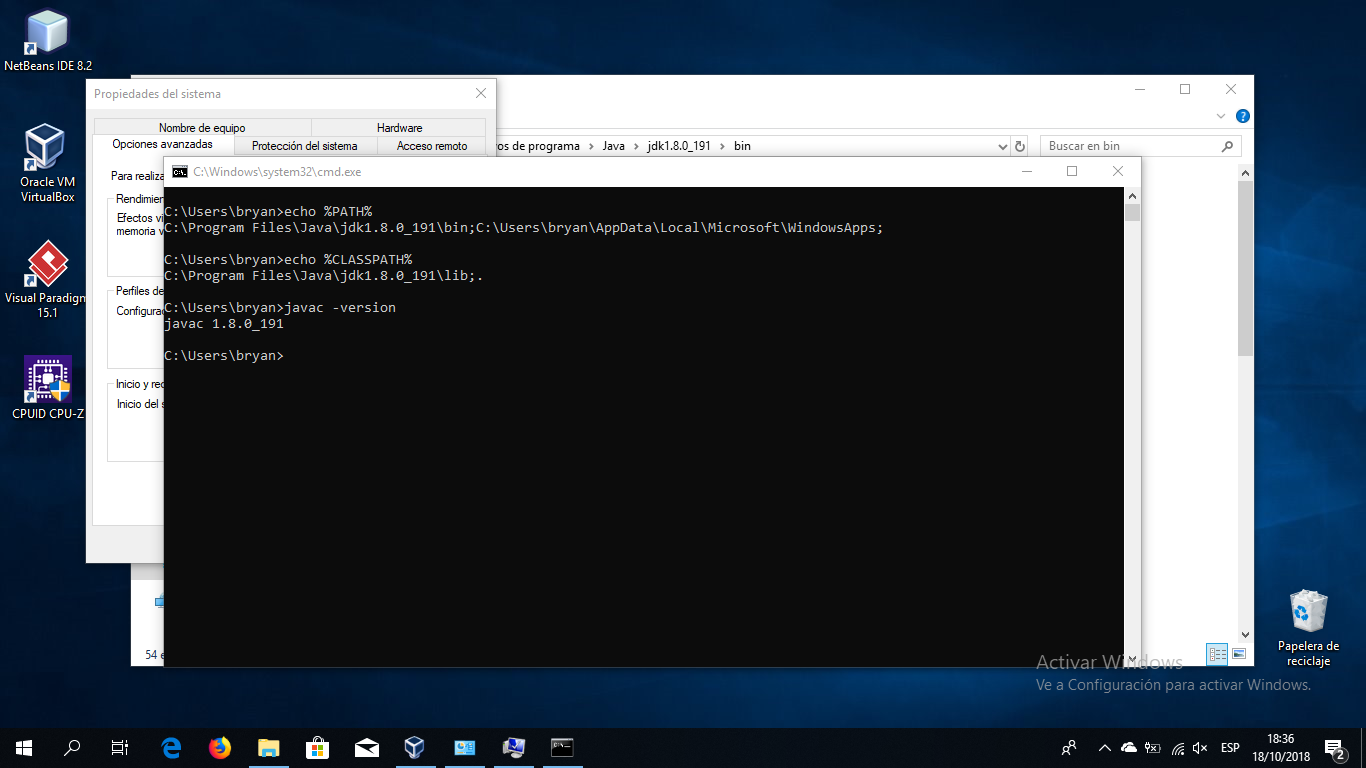 NetBeans IDE 8.2
Oracle VM
VirtualBox
Visual Paradigm
15.1
CPUID CPU-Z
Propiedades del sistema
Nombre de equipo
Hardware
Opciones avanzadas
Protección del sistema
Acceso remoto
Para realiza
Rendimien
Efectos vi
memoria v
Perfiles de
Configurac
Inicio y rec
Inicio del s
os de programa > Java > jdk1.8.0_191 > bin
Buscar en bin
C:\Windows\system32\cmd.exe
C:\Users\bryan>echo %PATH%
C:\Program Files\Java\jdk1.8.0_191\bin;C:\Users\bryan\AppData\Local\Microsoft\WindowsApps;
C:\Users\bryan>echo %CLASSPATH%
C:\Program Files\Java\jdk1.8.0_191\lib;.
C:\Users\bryan>javac -version
javac 1.8.0_191
C:\Users\bryan>
54 e
Papelera de
reciclaje
Activar Windows
Ve a Configuración para activar Windows.
ESP
18:36
18/10/2018
2